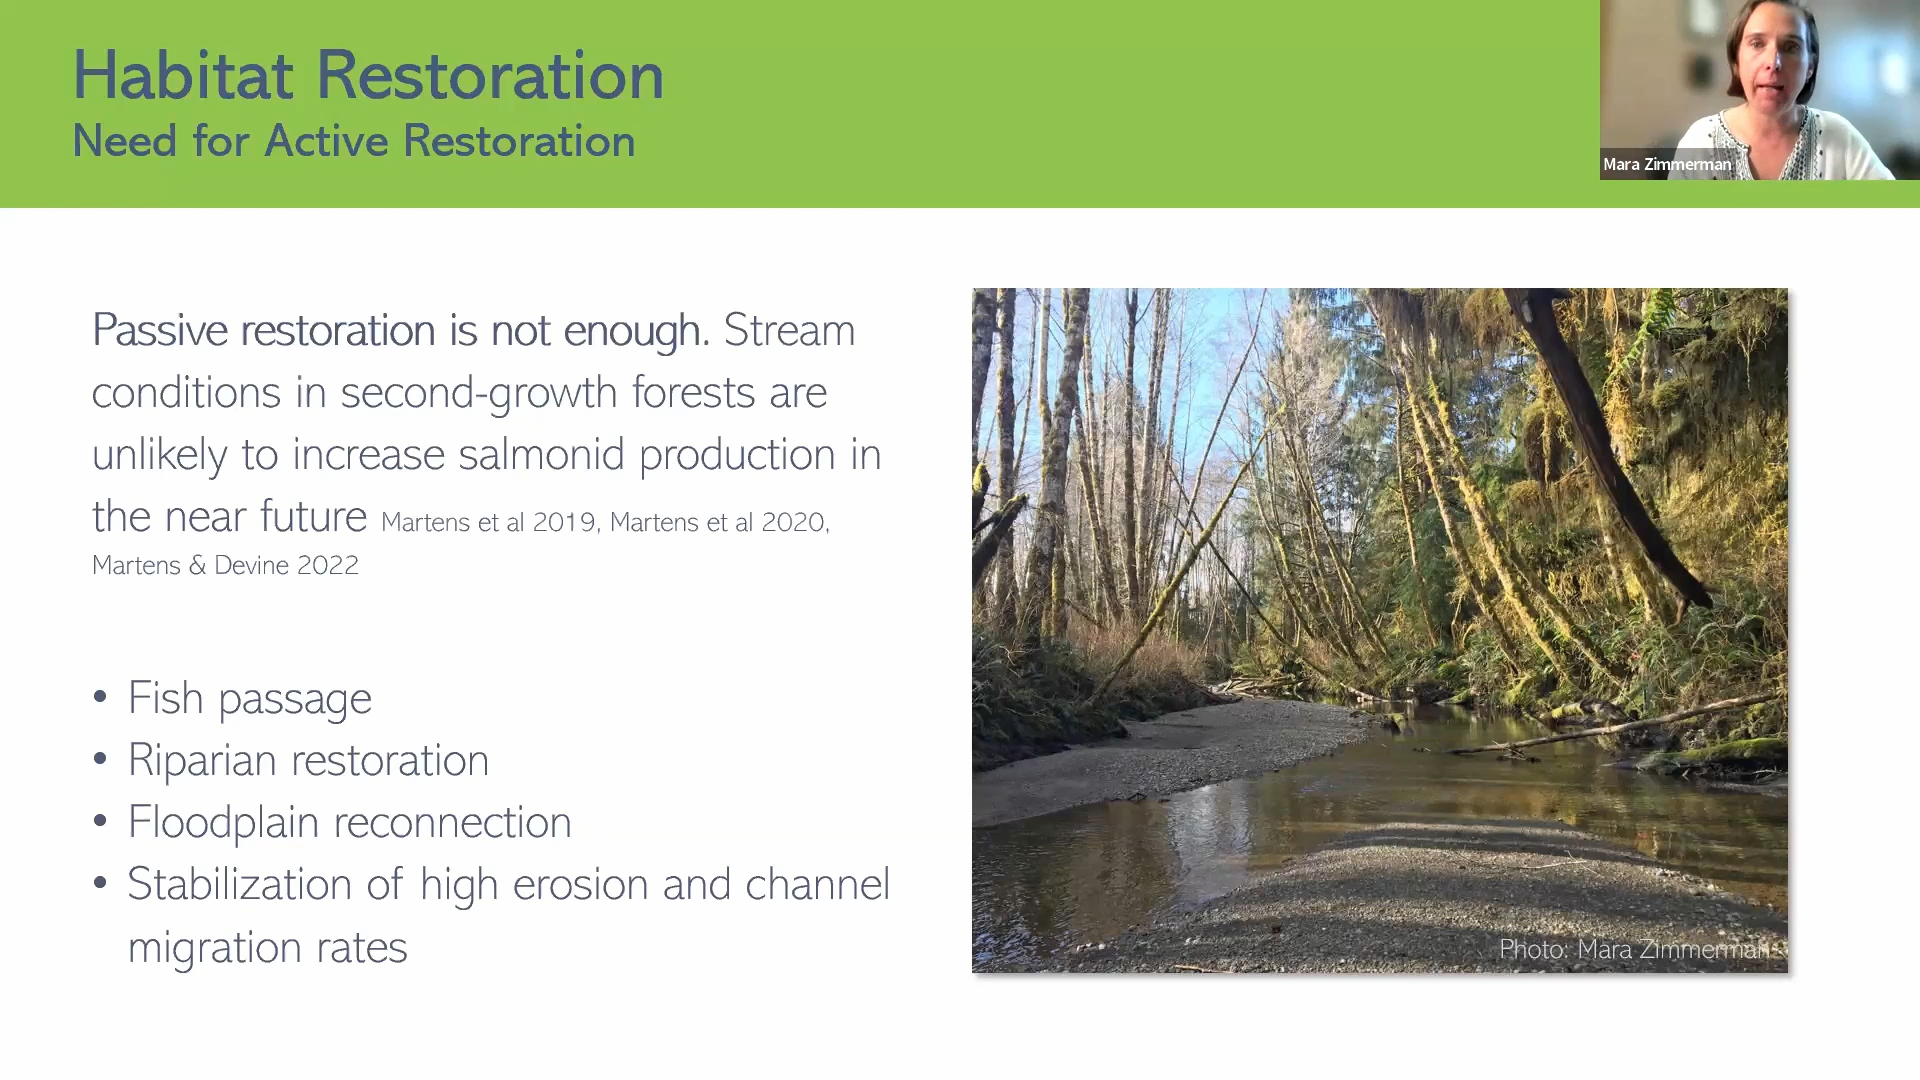 Habitat Restoration
Need for Active Restoration
Mara Zimmerman
Passive restoration is not enough. Stream
conditions in second-growth forests are
unlikely to increase salmonid production in
the near future Martens et al 2019, Martens et al 2020,
Martens & Devine 2022
• Fish passage
• Riparian restoration
• Floodplain reconnection
• Stabilization of high erosion and channel
migration rates
Photo: Mara Zimmerman